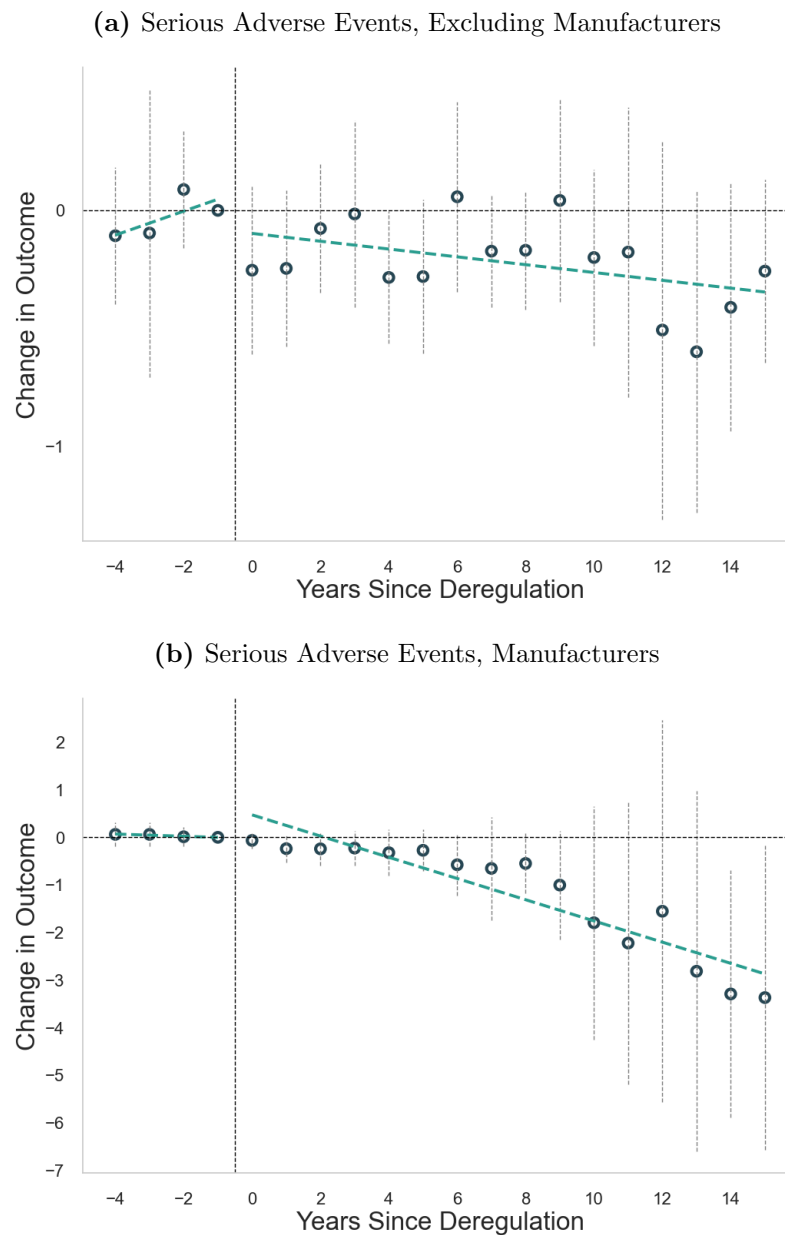 (a) Serious Adverse Events, Excluding Manufacturers
0
−1
Change in Outcome
−4 −2 0 2 4 6 8 10 12 14
Years Since Deregulation
(b) Serious Adverse Events, Manufacturers
2
1
0
−1
−2
−3
−4
−5
−6
−7
Change in Outcome
−4 −2 0 2 4 6 8 10 12 14
Years Since Deregulation